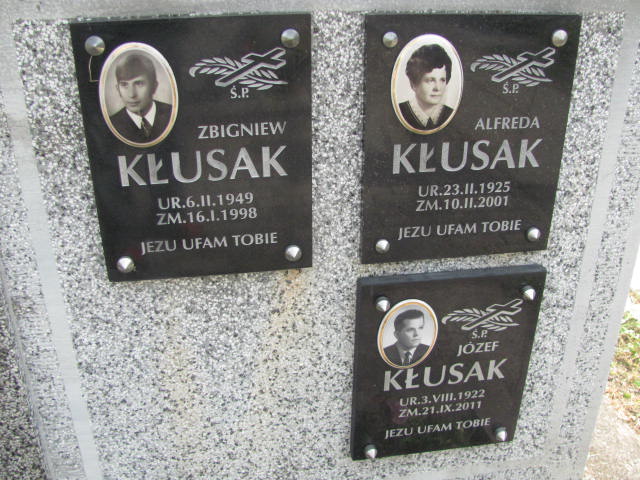 Ś.P.
ZBIGNIEW
KŁUSAK
UR.6.II.1949
ZM.16.I.1998
JEZU UFAM TOBIE
Ś.P.
ALFREDA
KŁUSAK
UR.23.II.1925
ZM.10.II.2001
JEZU UFAM TOBIE
Ś.P.
JÓZEF
KŁUSAK
UR.3.VIII.1922
ZM.21.IX.2011
JEZU UFAM TOBIE